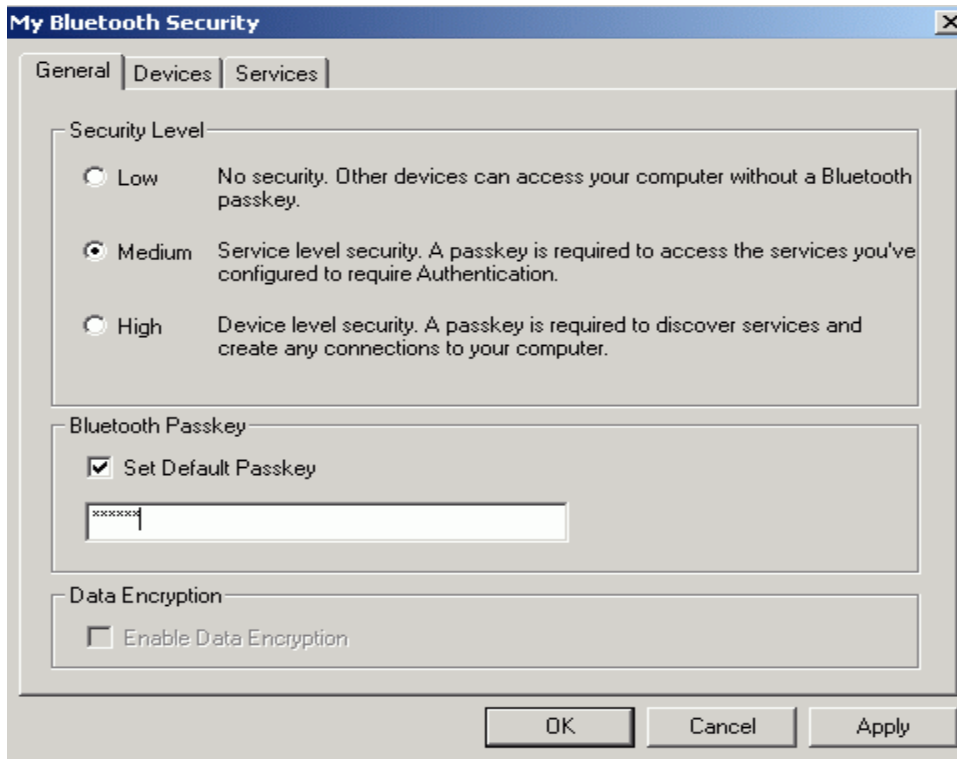 My Bluetooth Security
General Devices Services
Security Level
Low No security. Other devices can access your computer without a Bluetooth
passkey.
Medium Service level security. A passkey is required to access the services you've
configured to require Authentication.
High Device level security. A passkey is required to discover services and
create any connections to your computer.
Bluetooth Passkey
Set Default Passkey
******
Data Encryption
Enable Data Encryption
OK Cancel Apply